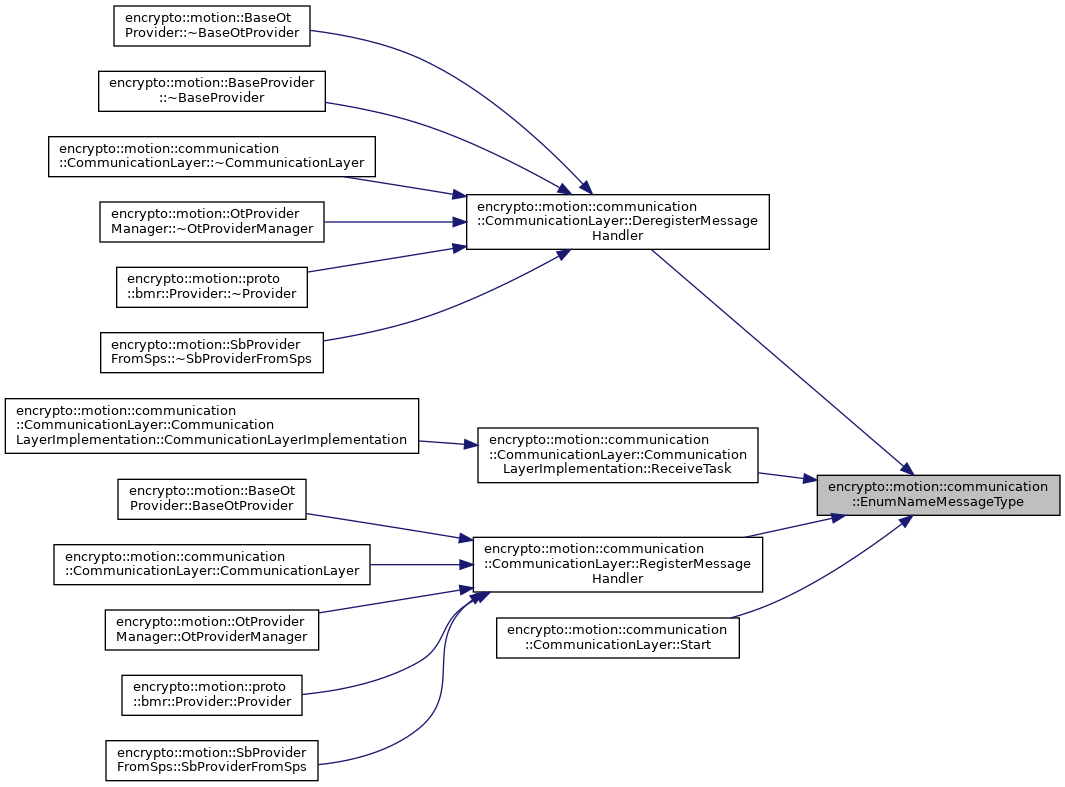 encrypto::motion::BaseOt
Provider::~BaseOtProvider
encrypto::motion::BaseProvider
::~BaseProvider
encrypto::motion::communication
::CommunicationLayer::~CommunicationLayer
encrypto::motion::OtProvider
Manager::~OtProviderManager
encrypto::motion::proto
::bmr::Provider::~Provider
encrypto::motion::SbProvider
FromSps::~SbProviderFromSps
encrypto::motion::communication
::CommunicationLayer::DeregisterMessage
Handler
encrypto::motion::communication
::CommunicationLayer::Communication
LayerImplementation::CommunicationLayerImplementation
encrypto::motion::communication
::CommunicationLayer::Communication
LayerImplementation::ReceiveTask
encrypto::motion::communication
::EnumNameMessageType
encrypto::motion::BaseOt
Provider::BaseOtProvider
encrypto::motion::communication
::CommunicationLayer::CommunicationLayer
encrypto::motion::OtProvider
Manager::OtProviderManager
encrypto::motion::proto
::bmr::Provider::Provider
encrypto::motion::SbProvider
FromSps::SbProviderFromSps
encrypto::motion::communication
::CommunicationLayer::RegisterMessage
Handler
encrypto::motion::communication
::CommunicationLayer::Start